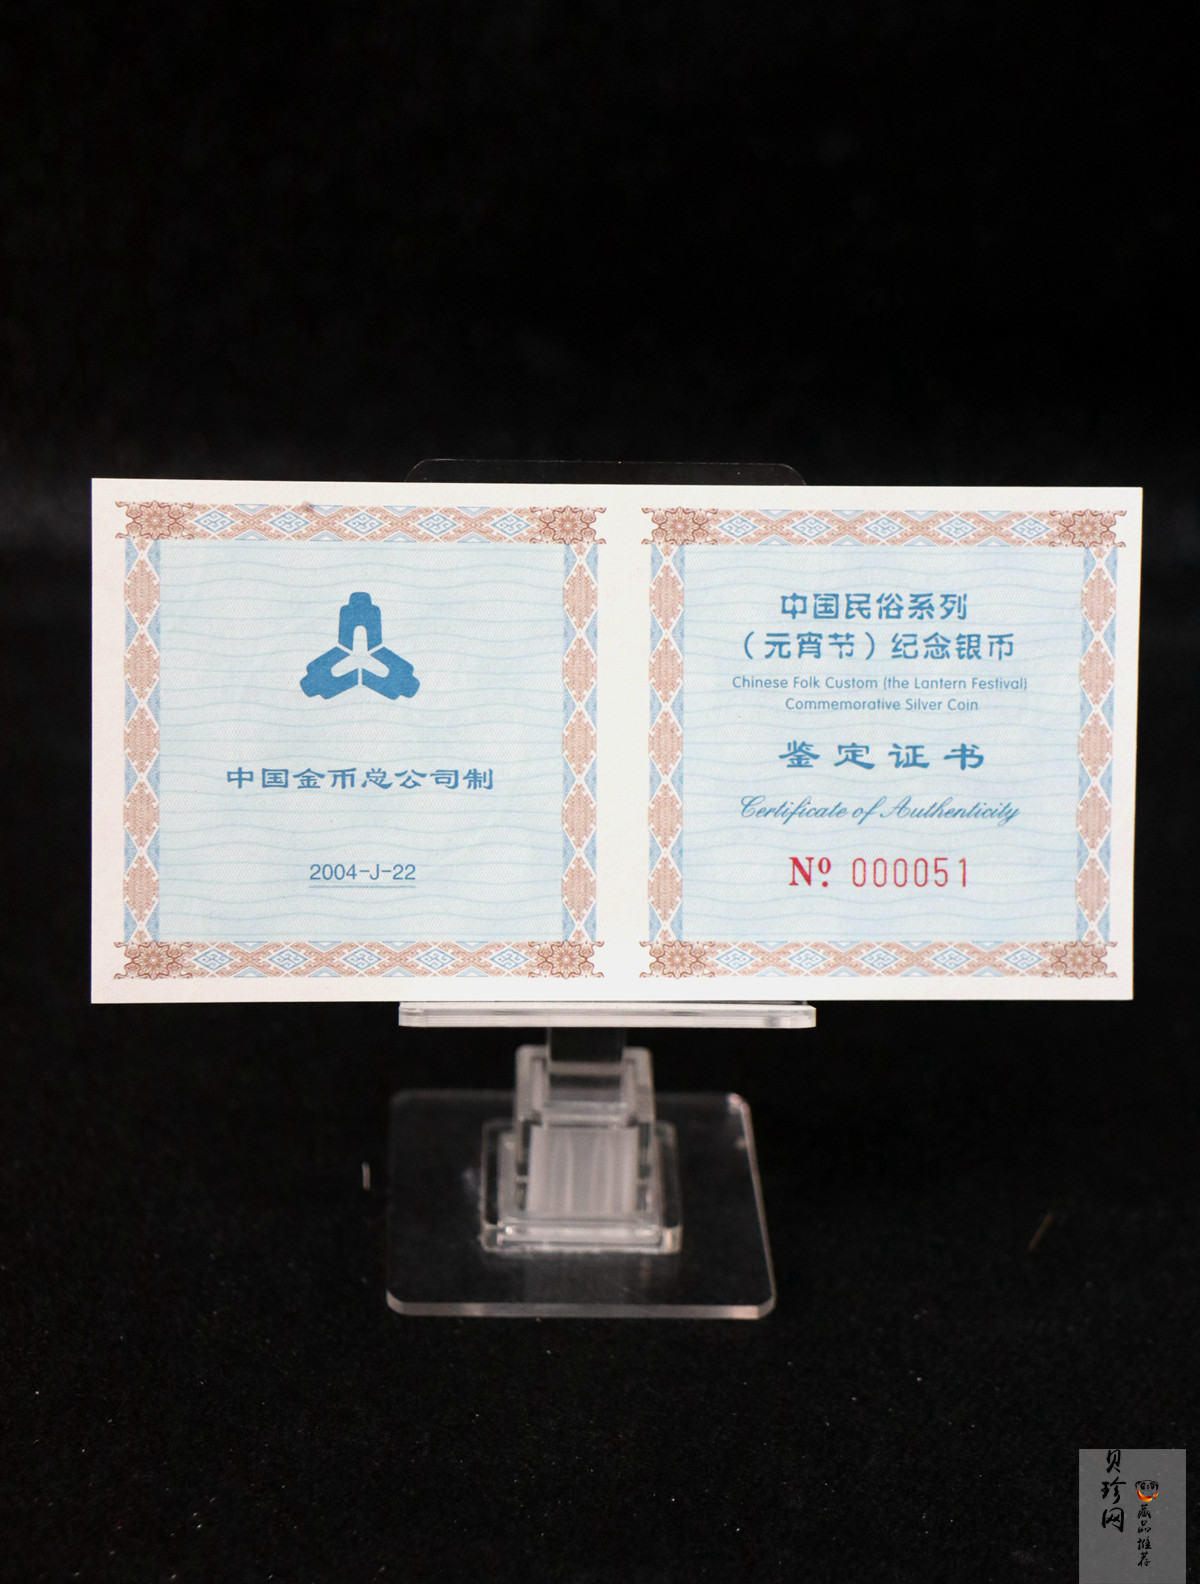 中国金币总公司制
2004-J-22
中国民俗系列
（元宵节）纪念银币
Chinese Folk Custom (the Lantern Festival)
Commemorative Silver Coin
鉴定证书
Certificate of Authenticity
Nº 000051
贝珍网
藏品推荐